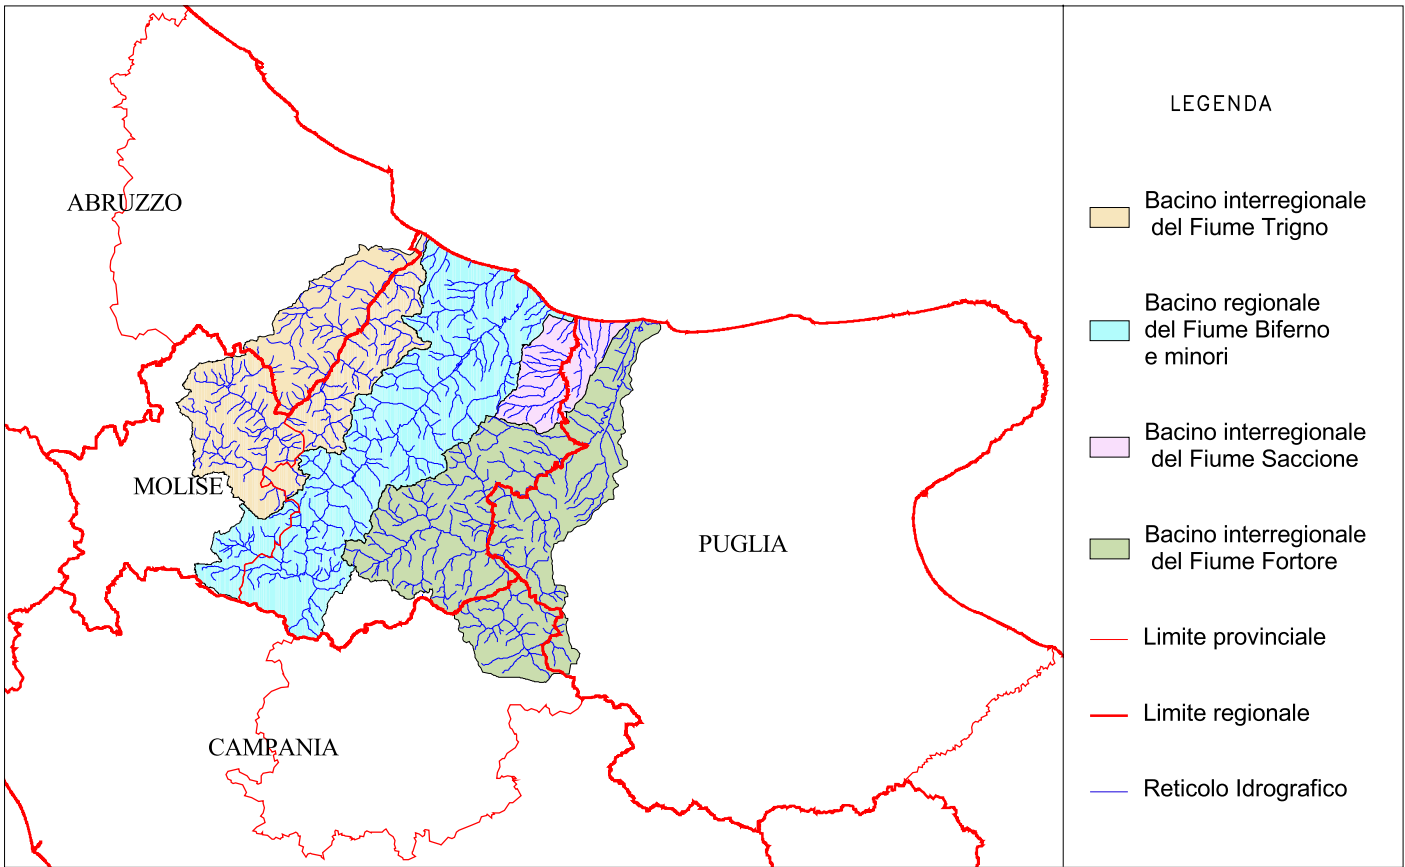 ABRUZZO
MOLISE
PUGLIA
CAMPANIA
LEGENDA
Bacino interregionale
del Fiume Trigno
Bacino regionale
del Fiume Biferno
e minori
Bacino interregionale
del Fiume Saccione
Bacino interregionale
del Fiume Fortore
Limite provinciale
Limite regionale
Reticolo Idrografico